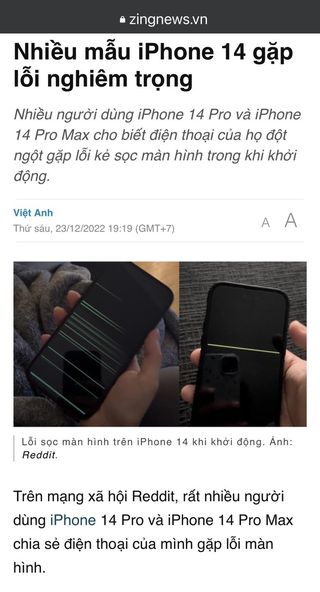 zingnews.vn
Nhiều mẫu iPhone 14 gặp
lỗi nghiêm trọng
Nhiều người dùng iPhone 14 Pro và iPhone
14 Pro Max cho biết điện thoại của họ đột
ngột gặp lỗi kẻ sọc màn hình trong khi khởi
động.
Việt Anh
Thứ sáu, 23/12/2022 19:19 (GMT+7)
A A
Lỗi sọc màn hình trên iPhone 14 khi khởi động. Ảnh:
Reddit.
Trên mạng xã hội Reddit, rất nhiều người
dùng iPhone 14 Pro và iPhone 14 Pro Max
chia sẻ điện thoại của mình gặp lỗi màn
hình.